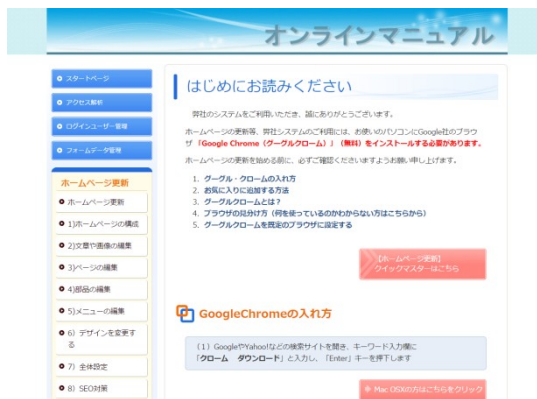 オンラインマニュアル
スタートページ
アクセス解析
ログインユーザー管理
フォームデータ管理
ホームページ更新
ホームページ更新
1)ホームページの構成
2)文章や画像の編集
3)ページの編集
4)部品の編集
5)メニューの編集
6）デザインを変更す
る
7）全体設定
8）SEO対策
はじめにお読みください
弊社のシステムをご利用いただき、誠にありがとうございます。
ホームページの更新等、弊社システムのご利用には、お使いのパソコンにGoogle社のブラウ
ザ「Google Chrome（グーグルクローム）」（無料）をインストールする必要があります。
ホームページの更新を始める前に、必ずご確認くださいますようお願い申し上げます。
1. グーグル・クロームの入れ方
2. お気に入りに追加する方法
3. グーグルクロームとは？
4. ブラウザの見分け方（何を使っているのかわからない方はこちらから）
5. グーグルクロームを既定のブラウザに設定する
【ホームページ更新】
クイックマスターはこちら
GoogleChromeの入れ方
（1）GoogleやYahoo!などの検索サイトを開き、キーワード入力欄に
「クローム　ダウンロード」と入力し、「Enter」キーを押下します
Mac OSXの方はこちらをクリック